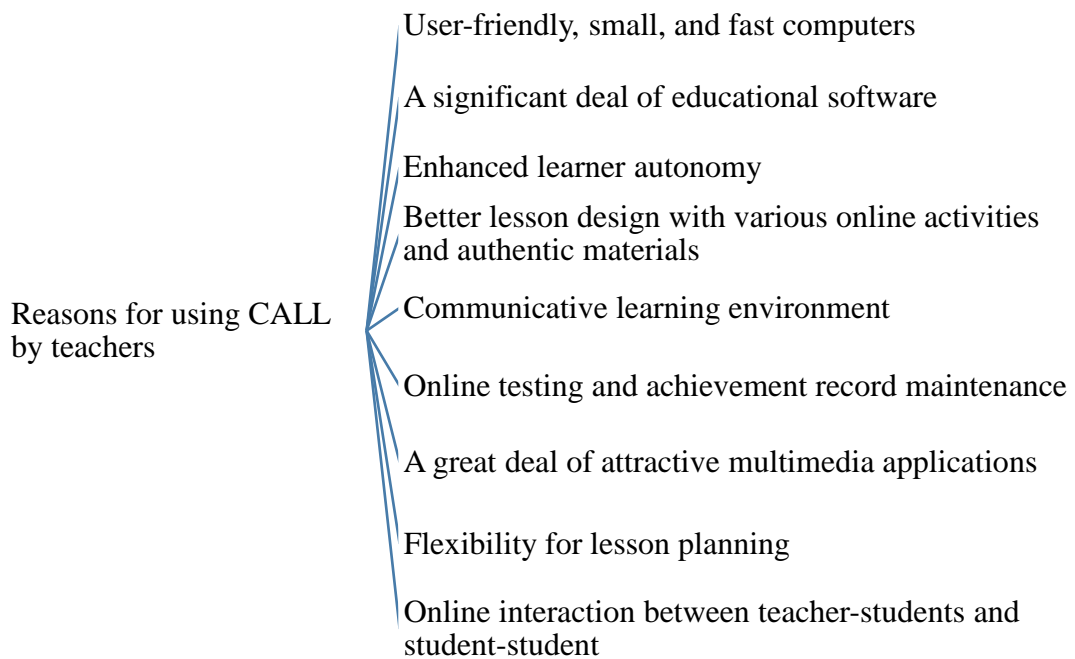 Reasons for using CALL
by teachers
User-friendly, small, and fast computers
A significant deal of educational software
Enhanced learner autonomy
Better lesson design with various online activities
and authentic materials
Communicative learning environment
Online testing and achievement record maintenance
A great deal of attractive multimedia applications
Flexibility for lesson planning
Online interaction between teacher-students and
student-student